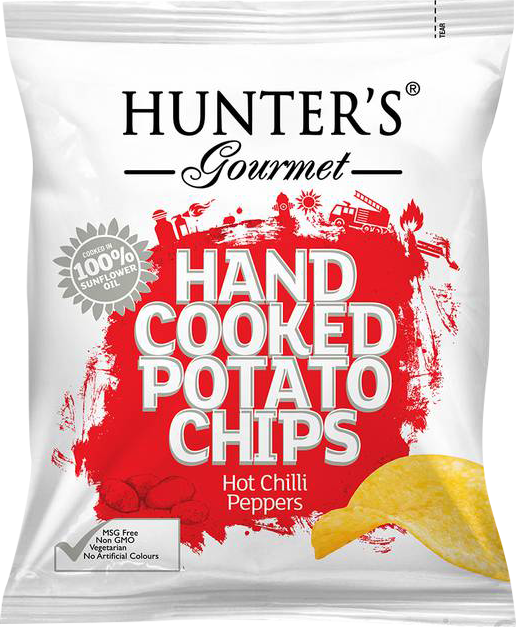 TEAR
HUNTER'S®
Gourmet
COOKED IN
100%
SUNFLOWER
OIL
HAND
COOKED
POTATO
CHIPS
Hot Chilli
Peppers
MSG Free
Non GMO
Vegetarian
No Artificial Colours